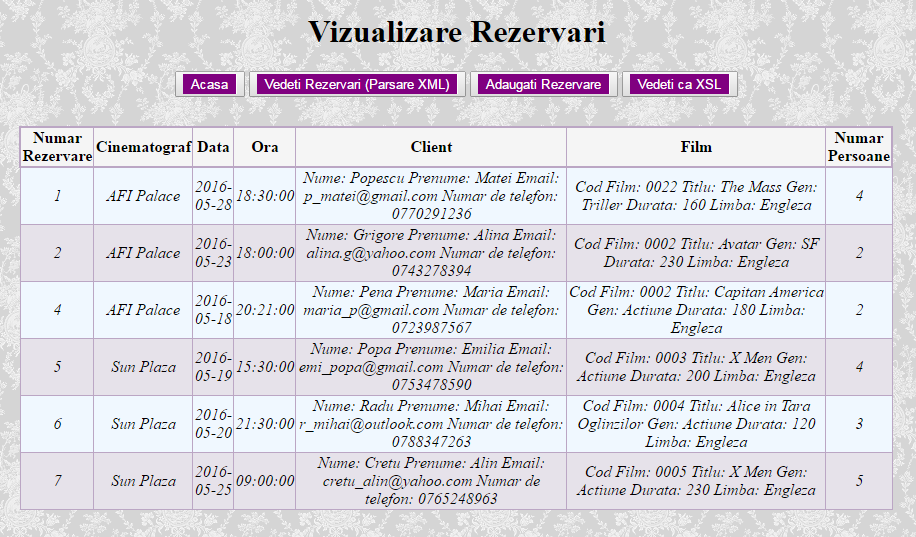 Vizualizare Rezervari
Acasa
Vedeti Rezervari (Parsare XML)
Adaugati Rezervare
Vedeti ca XSL
Numar
Rezervare
Cinematograf
Data
Ora
Client
Film
Numar
Persoane
1
AFI Palace
2016-
05-28
18:30:00
Nume: Popescu Prenume: Matei Email:
p_matei@gmail.com Numar de telefon:
0770291236
Cod Film: 0022 Titlu: The Mass Gen:
Triller Durata: 160 Limba: Engleza
4
2
AFI Palace
2016-
05-23
18:00:00
Nume: Grigore Prenume: Alina Email:
alina.g@yahoo.com Numar de telefon:
0743278394
Cod Film: 0002 Titlu: Avatar Gen: SF
Durata: 230 Limba: Engleza
2
4
AFI Palace
2016-
05-18
20:21:00
Nume: Pena Prenume: Maria Email:
maria_p@gmail.com Numar de telefon:
0723987567
Cod Film: 0002 Titlu: Capitan America
Gen: Actiune Durata: 180 Limba:
Engleza
2
5
Sun Plaza
2016-
05-19
15:30:00
Nume: Popa Prenume: Emilia Email:
emi_popa@gmail.com Numar de telefon:
0753478590
Cod Film: 0003 Titlu: X Men Gen:
Actiune Durata: 200 Limba: Engleza
4
6
Sun Plaza
2016-
05-20
21:30:00
Nume: Radu Prenume: Mihai Email:
r_mihai@outlook.com Numar de telefon:
0788347263
Cod Film: 0004 Titlu: Alice in Tara
Oglinzilor Gen: Actiune Durata: 120
Limba: Engleza
3
7
Sun Plaza
2016-
05-25
09:00:00
Nume: Cretu Prenume: Alin Email:
cretu_alin@yahoo.com Numar de
telefon: 0765248963
Cod Film: 0005 Titlu: X Men Gen:
Actiune Durata: 230 Limba: Engleza
5